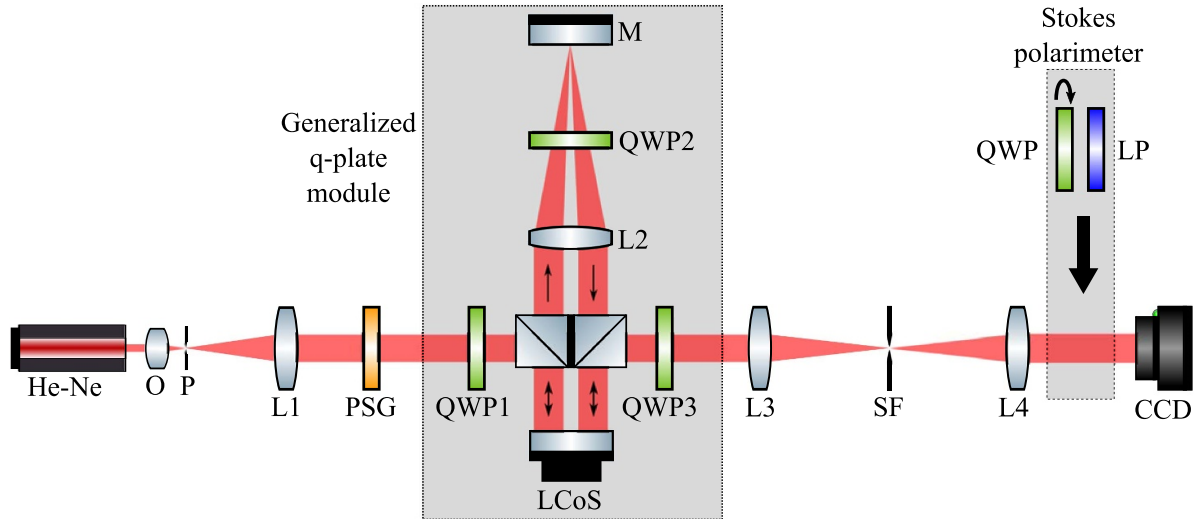 Stokes
polarimeter
M
Generalized
q-plate
module
QWP2
QWP
LP
L2
He-Ne
O
P
L1
PSG
QWP1
QWP3
L3
SF
L4
CCD
LCoS